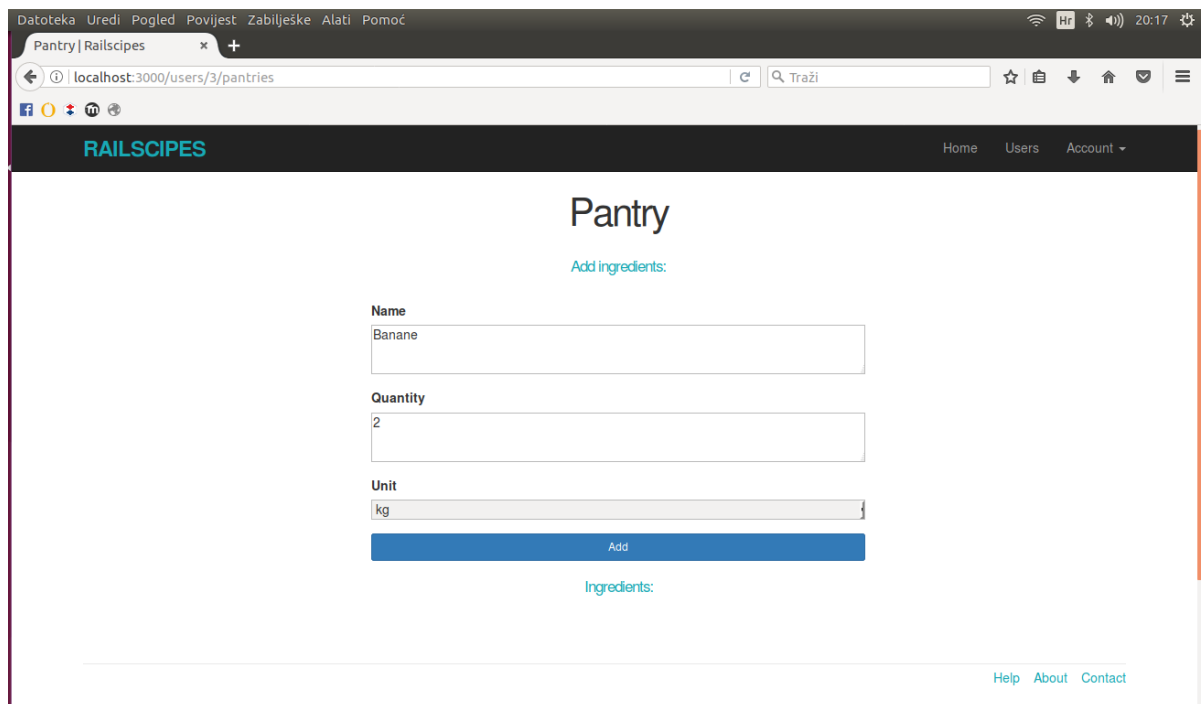 Datoteka Uredi Pogled Povijest Zabilješke Alati Pomoć Hr 20:17
Pantry | Railscipes
localhost:3000/users/3/pantries Traži
RAILSCIPES Home Users Account
Pantry
Add ingredients:
Name
Banane
Quantity
2
Unit
kg
Add
Ingredients:
Help About Contact